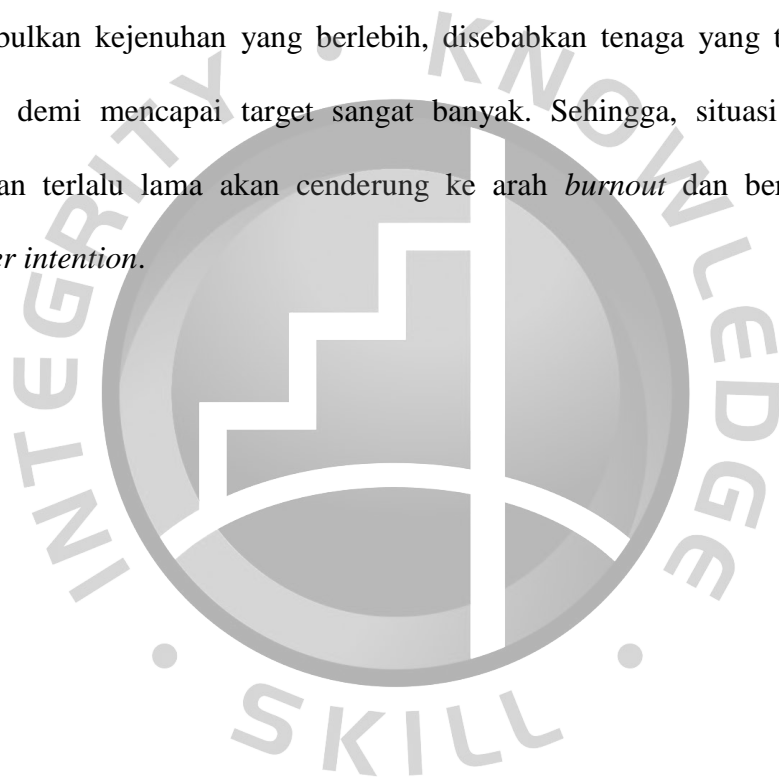 bulkan kejenuhan yang berlebih, disebabkan tenaga yang t
demi mencapai target sangat banyak. Sehingga, situasi
an terlalu lama akan cenderung ke arah burnout dan ber
er intention.
INTEGRITY • KNOWLEDGE • SKILL •